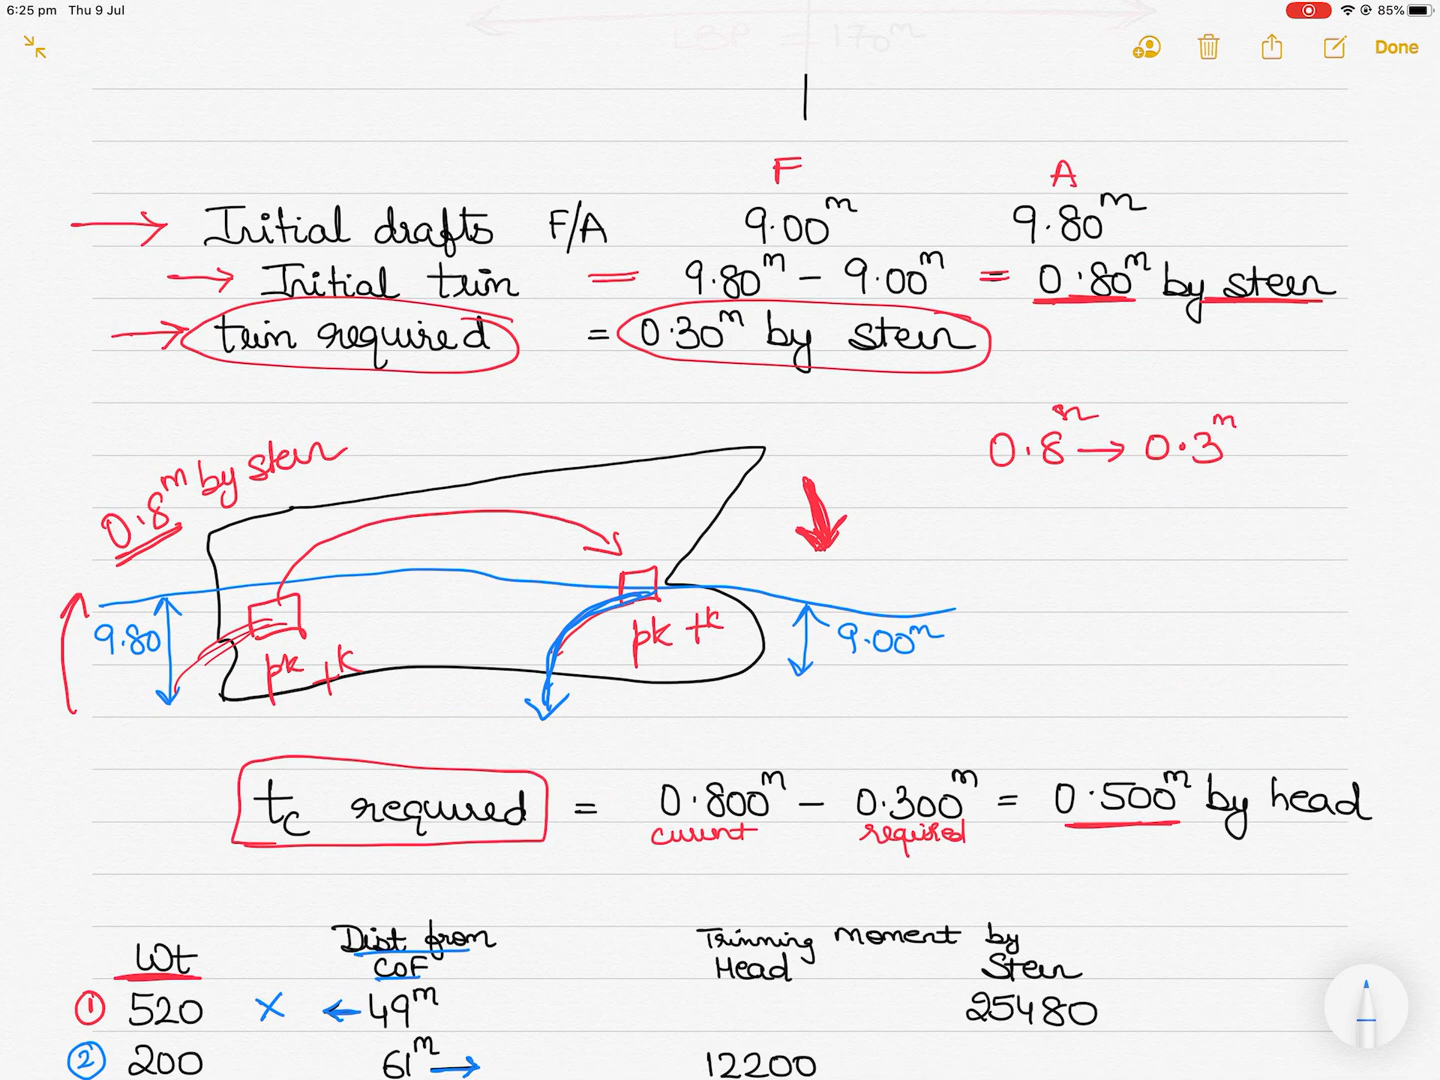 6:25 pm Thu 9 Jul 85%
LBP = 170m
Done
F A
Initial drafts F/A 9.00m 9.80m
Initial trim = 9.80m - 9.00m = 0.80m by stern
trim required = 0.30m by stern
0.8m → 0.3m
0.8m by stern
9.80
9.00m
pk tk
pk tk
tc required = 0.800m - 0.300m = 0.500m by head
current required
Wt Dist from COF Trimming moment by
Head Stern
1 520 X ← 49m 25480
2 200 61m → 12200